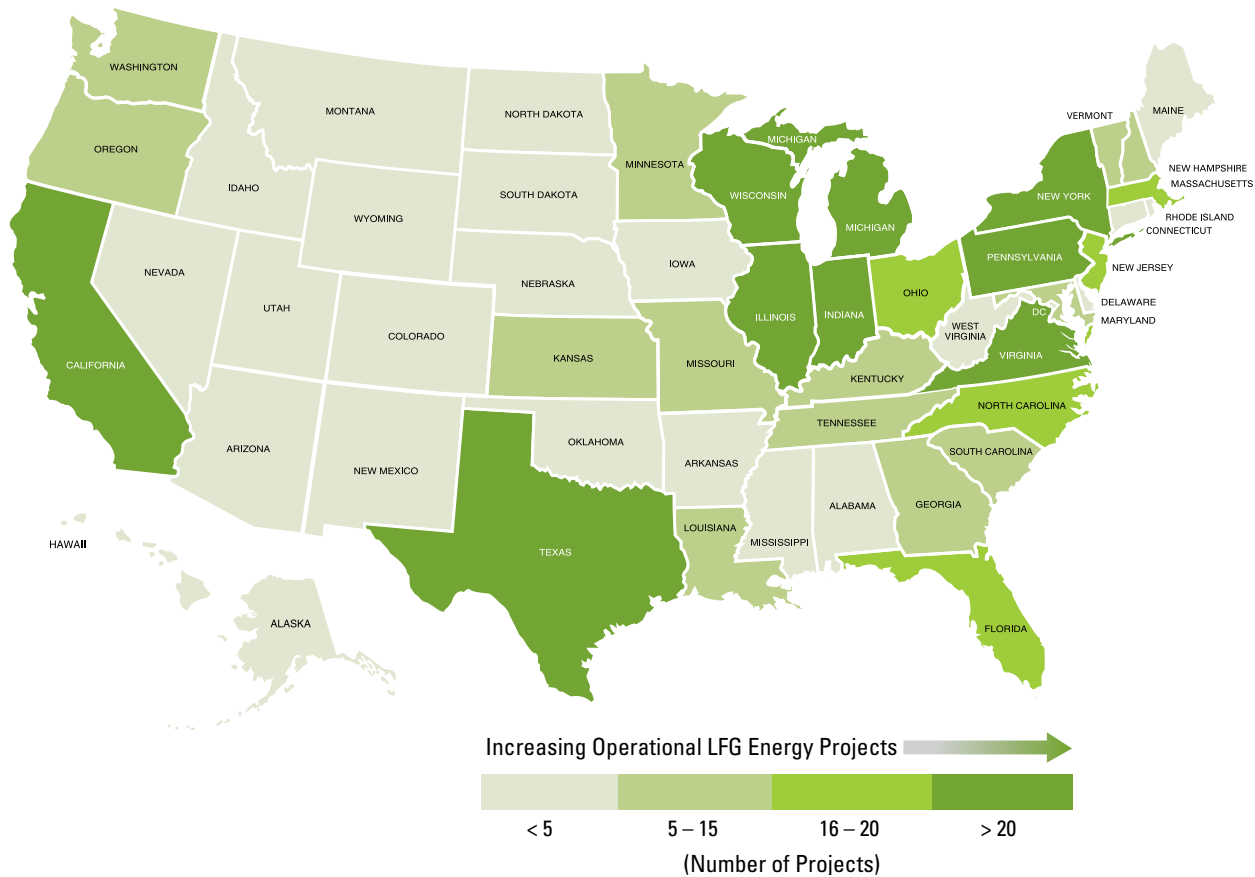 WASHINGTON
MONTANA
NORTH DAKOTA
MINNESOTA
MICHIGAN
VERMONT
MAINE
OREGON
IDAHO
SOUTH DAKOTA
WISCONSIN
NEW HAMPSHIRE
MASSACHUSETTS
WYOMING
MICHIGAN
NEW YORK
RHODE ISLAND
CONNECTICUT
NEVADA
NEBRASKA
IOWA
PENNSYLVANIA
NEW JERSEY
UTAH
COLORADO
ILLINOIS
INDIANA
OHIO
DELAWARE
DC
MARYLAND
WEST
VIRGINIA
CALIFORNIA
KANSAS
MISSOURI
VIRGINIA
KENTUCKY
NORTH CAROLINA
TENNESSEE
ARIZONA
NEW MEXICO
OKLAHOMA
ARKANSAS
SOUTH CAROLINA
HAWAII
TEXAS
LOUISIANA
MISSISSIPPI
ALABAMA
GEORGIA
ALASKA
FLORIDA
Increasing Operational LFG Energy Projects
< 5
5 – 15
16 – 20
> 20
(Number of Projects)